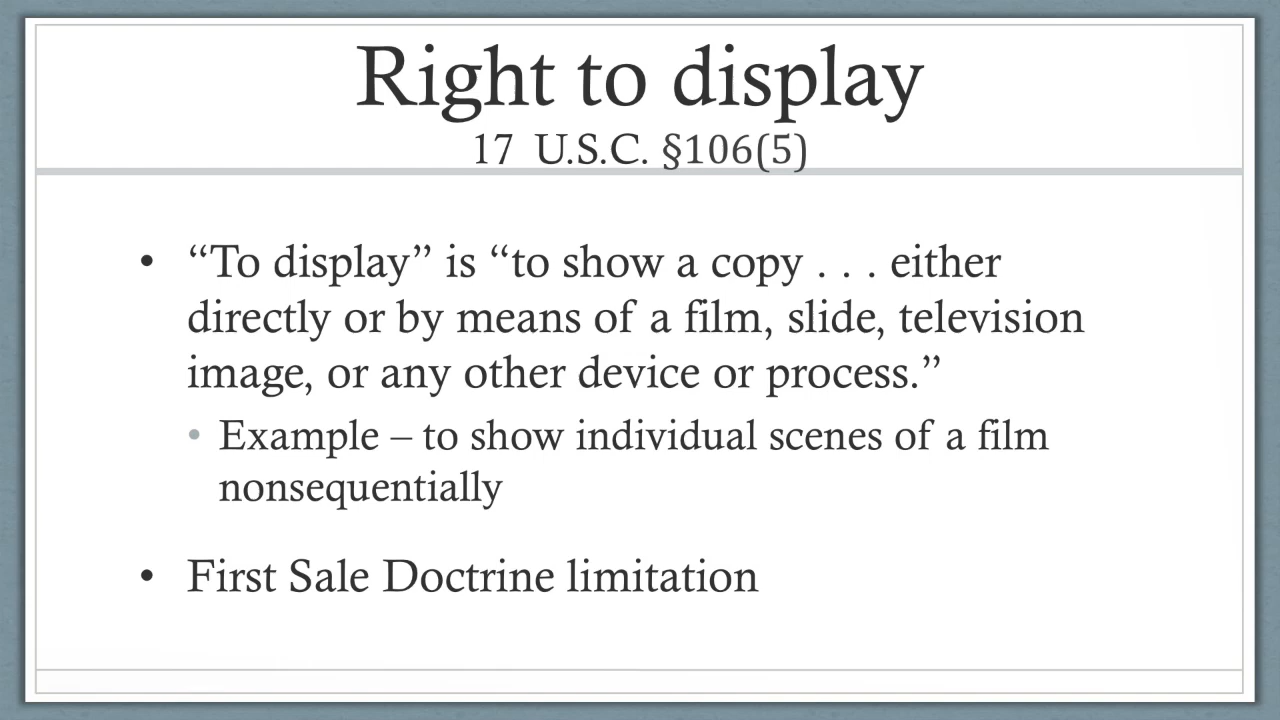 Right to display
17 U.S.C. §106(5)
• “To display” is “to show a copy . . . either
directly or by means of a film, slide, television
image, or any other device or process.”
• Example – to show individual scenes of a film
nonsequentially
• First Sale Doctrine limitation